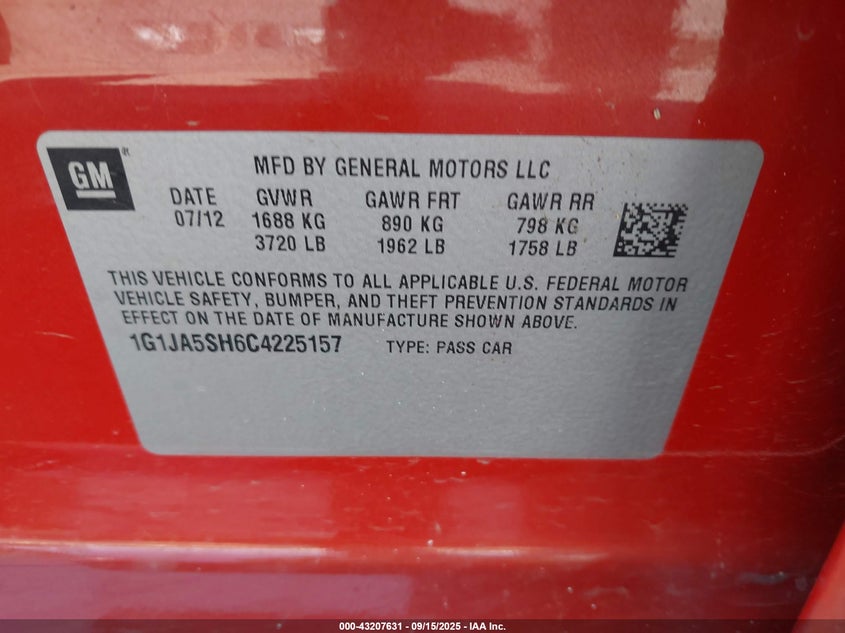 GM
MFD BY GENERAL MOTORS LLC
DATE GVWR GAWR FRT GAWR RR
07/12 1688 KG 890 KG 798 KG
3720 LB 1962 LB 1758 LB
THIS VEHICLE CONFORMS TO ALL APPLICABLE U.S. FEDERAL MOTOR
VEHICLE SAFETY, BUMPER, AND THEFT PREVENTION STANDARDS IN
EFFECT ON THE DATE OF MANUFACTURE SHOWN ABOVE.
1G1JA5SH6C4225157 TYPE: PASS CAR
000-43207631 - 09/15/2025 - IAA Inc.